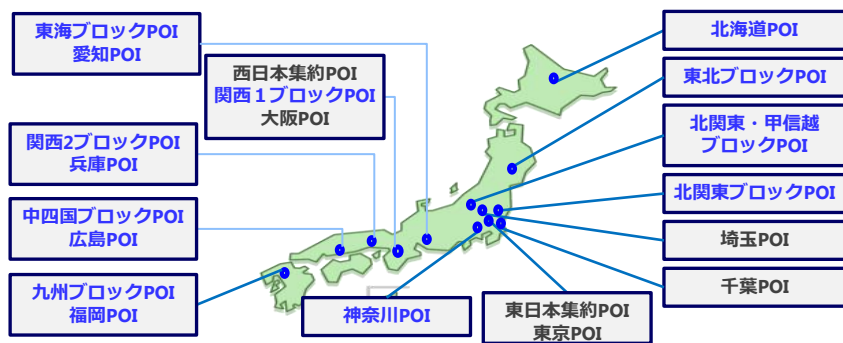 東海ブロックPOI
愛知POI
西日本集約POI
関西１ブロックPOI
大阪POI
関西2ブロックPOI
兵庫POI
中四国ブロックPOI
広島POI
九州ブロックPOI
福岡POI
北海道POI
東北ブロックPOI
北関東・甲信越
ブロックPOI
北関東ブロックPOI
埼玉POI
千葉POI
神奈川POI
東日本集約POI
東京POI